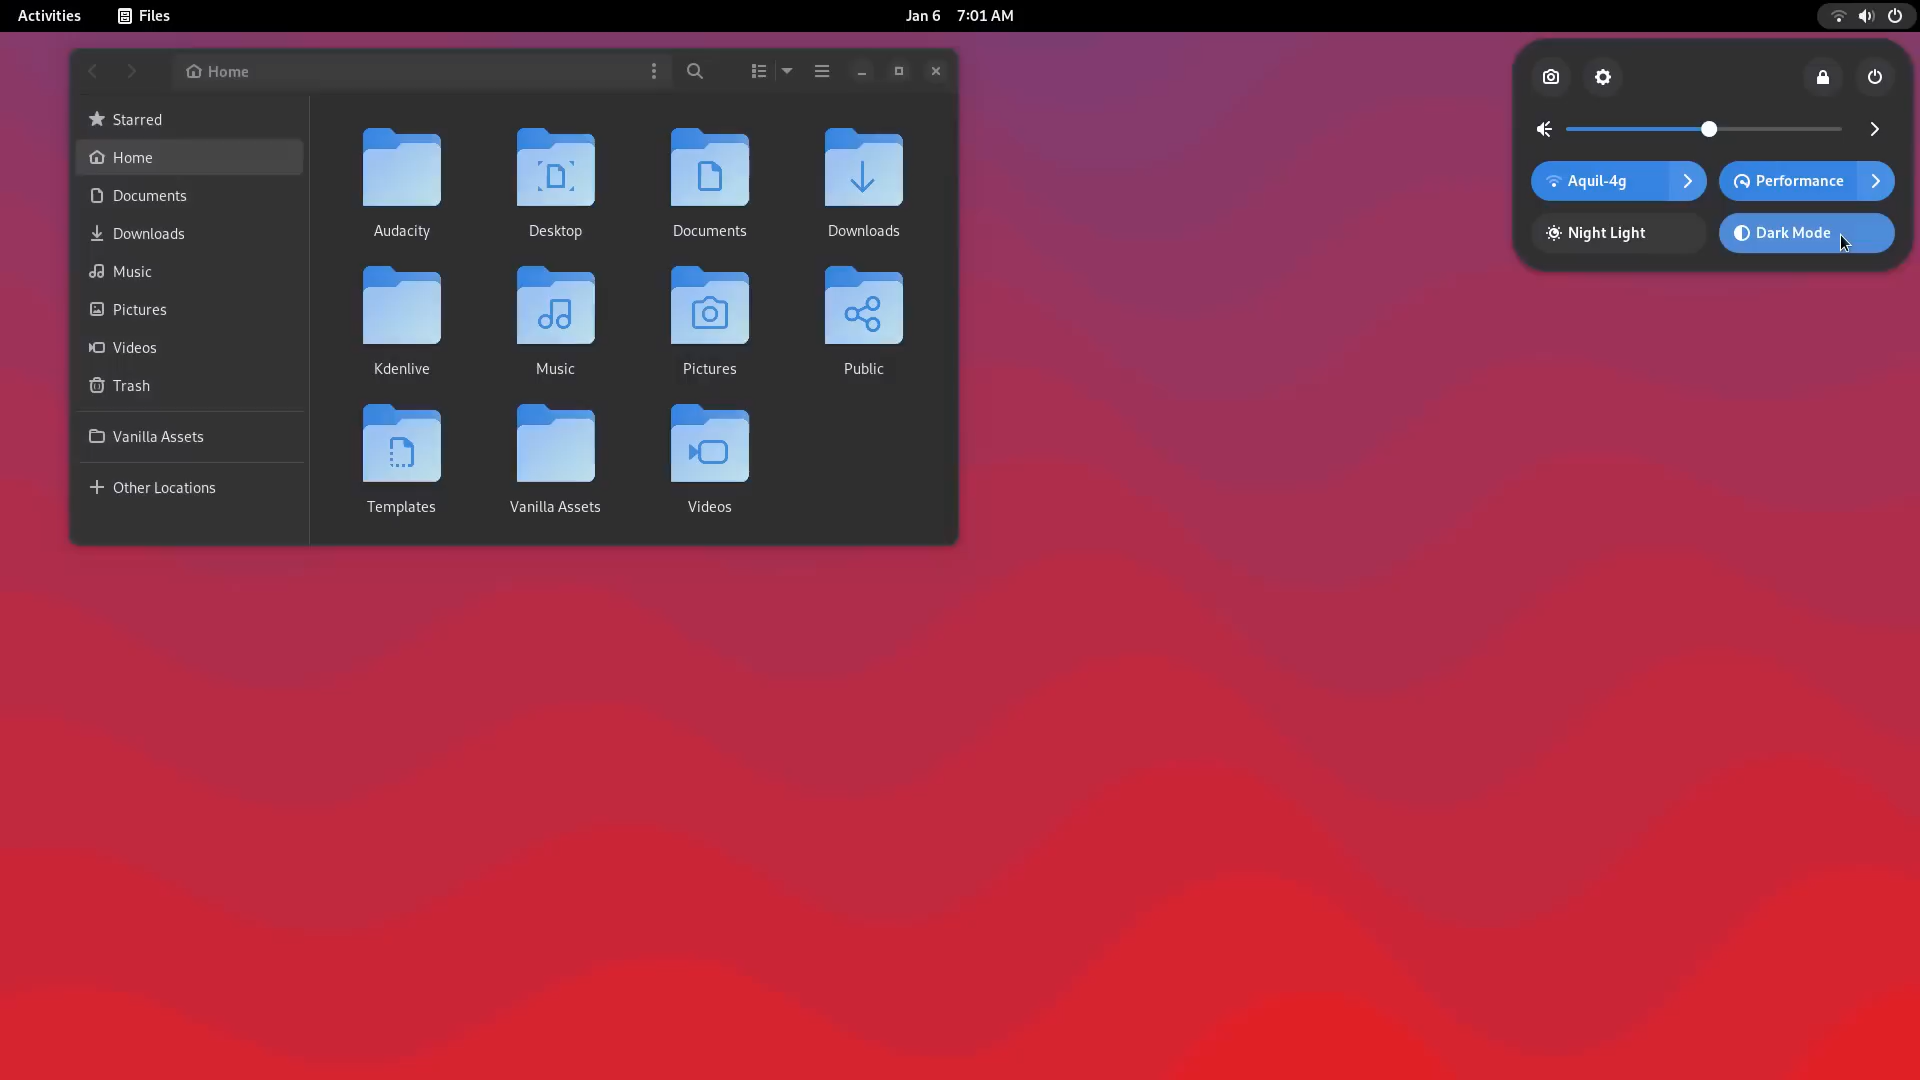 Activities
Files
Jan 6 7:01 AM
Home
Starred
Home
Documents
Downloads
Music
Pictures
Videos
Trash
Vanilla Assets
Other Locations
Audacity
Desktop
Documents
Downloads
Kdenlive
Music
Pictures
Public
Templates
Vanilla Assets
Videos
Aquil-4g
Performance
Night Light
Dark Mode